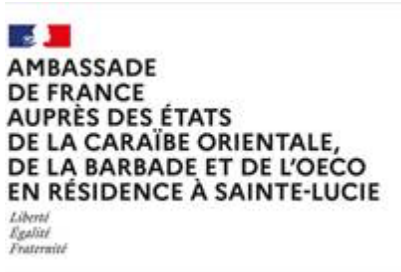 AMBASSADE
DE FRANCE
AUPRÈS DES ÉTATS
DE LA CARAÏBE ORIENTALE,
DE LA BARBADE ET DE L'OECO
EN RÉSIDENCE À SAINTE-LUCIE
Liberté
Égalité
Fraternité